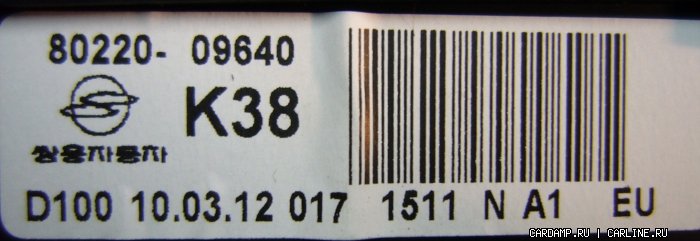 80220- 09640
K38
쌍용자동차
D100 10.03.12 017 1511 N A1 EU
CARDAMP.RU | CARLINE.RU